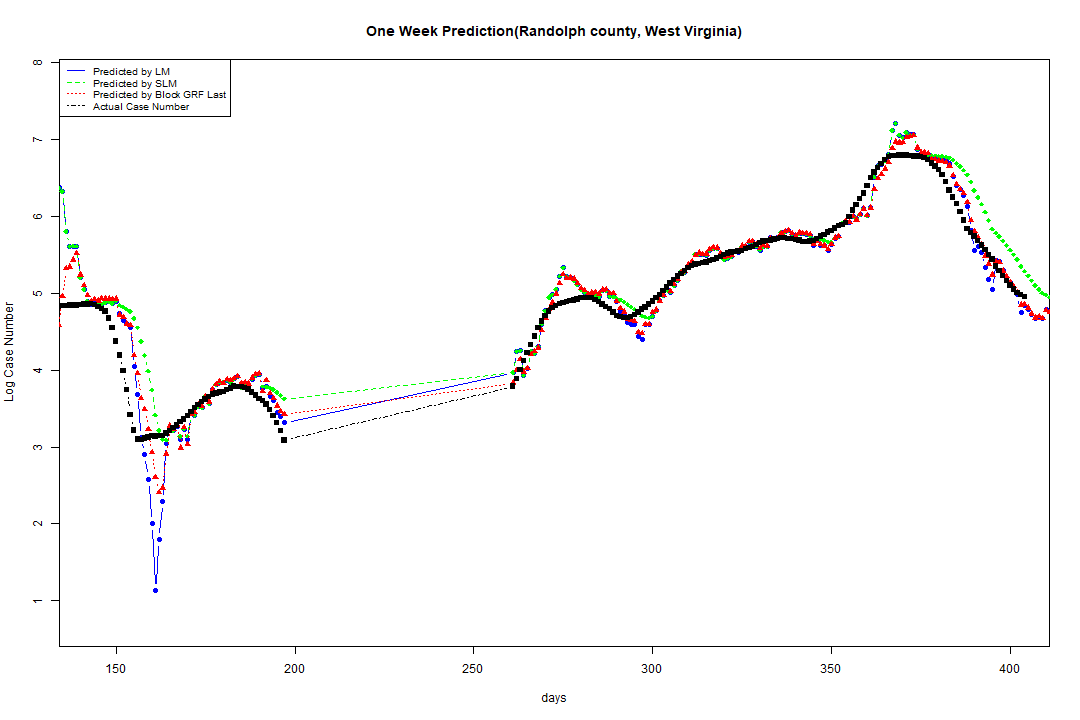 One Week Prediction(Randolph county, West Virginia)
Predicted by LM
Predicted by SLM
Predicted by Block GRF Last
Actual Case Number
8
7
6
5
4
3
2
1
Log Case Number
150 200 250 300 350 400
days